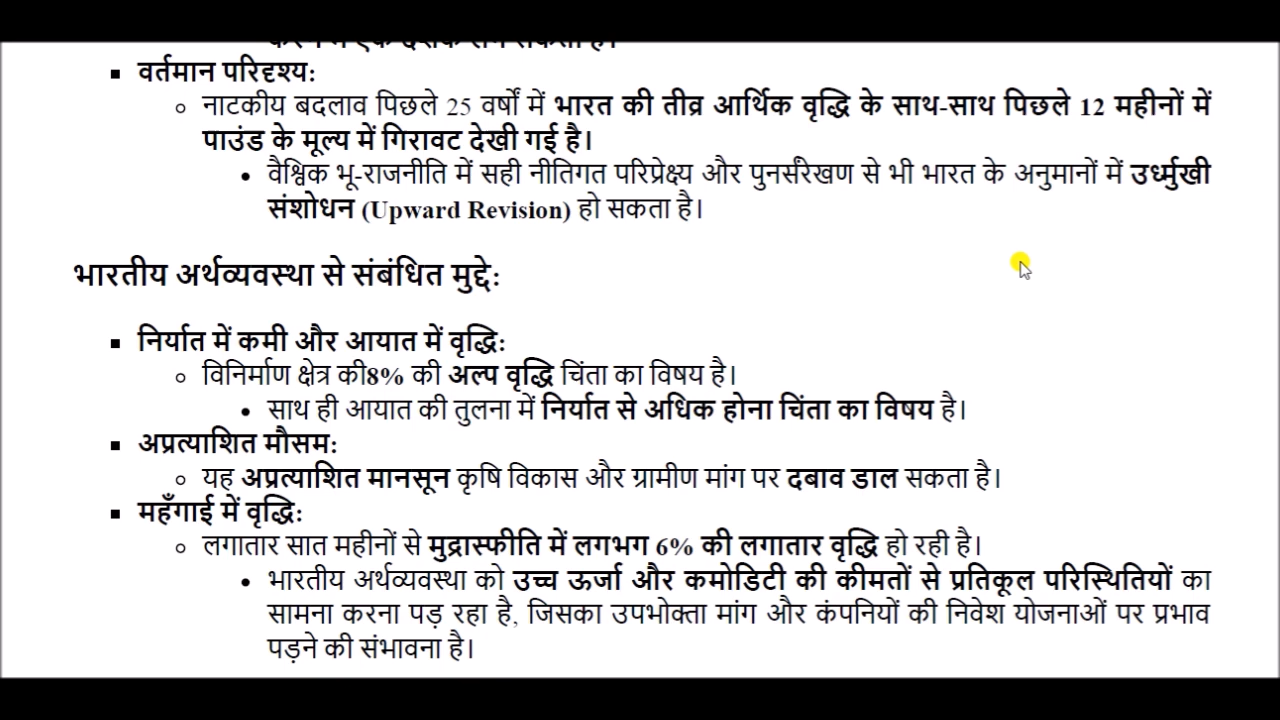 वर्तमान परिदृश्य:
नाटकीय बदलाव पिछले 25 वर्षों में भारत की तीव्र आर्थिक वृद्धि के साथ-साथ पिछले 12 महीनों में
पाउंड के मूल्य में गिरावट देखी गई है।
वैश्विक भू-राजनीति में सही नीतिगत परिप्रेक्ष्य और पुनर्संरेखण से भी भारत के अनुमानों में उर्ध्मुखी
संशोधन (Upward Revision) हो सकता है।
भारतीय अर्थव्यवस्था से संबंधित मुद्दे:
निर्यात में कमी और आयात में वृद्धि:
विनिर्माण क्षेत्र की8% की अल्प वृद्धि चिंता का विषय है।
साथ ही आयात की तुलना में निर्यात से अधिक होना चिंता का विषय है।
अप्रत्याशित मौसम:
यह अप्रत्याशित मानसून कृषि विकास और ग्रामीण मांग पर दबाव डाल सकता है।
महँगाई में वृद्धि:
लगातार सात महीनों से मुद्रास्फीति में लगभग 6% की लगातार वृद्धि हो रही है।
भारतीय अर्थव्यवस्था को उच्च ऊर्जा और कमोडिटी की कीमतों से प्रतिकूल परिस्थितियों का
सामना करना पड़ रहा है, जिसका उपभोक्ता मांग और कंपनियों की निवेश योजनाओं पर प्रभाव
पड़ने की संभावना है।